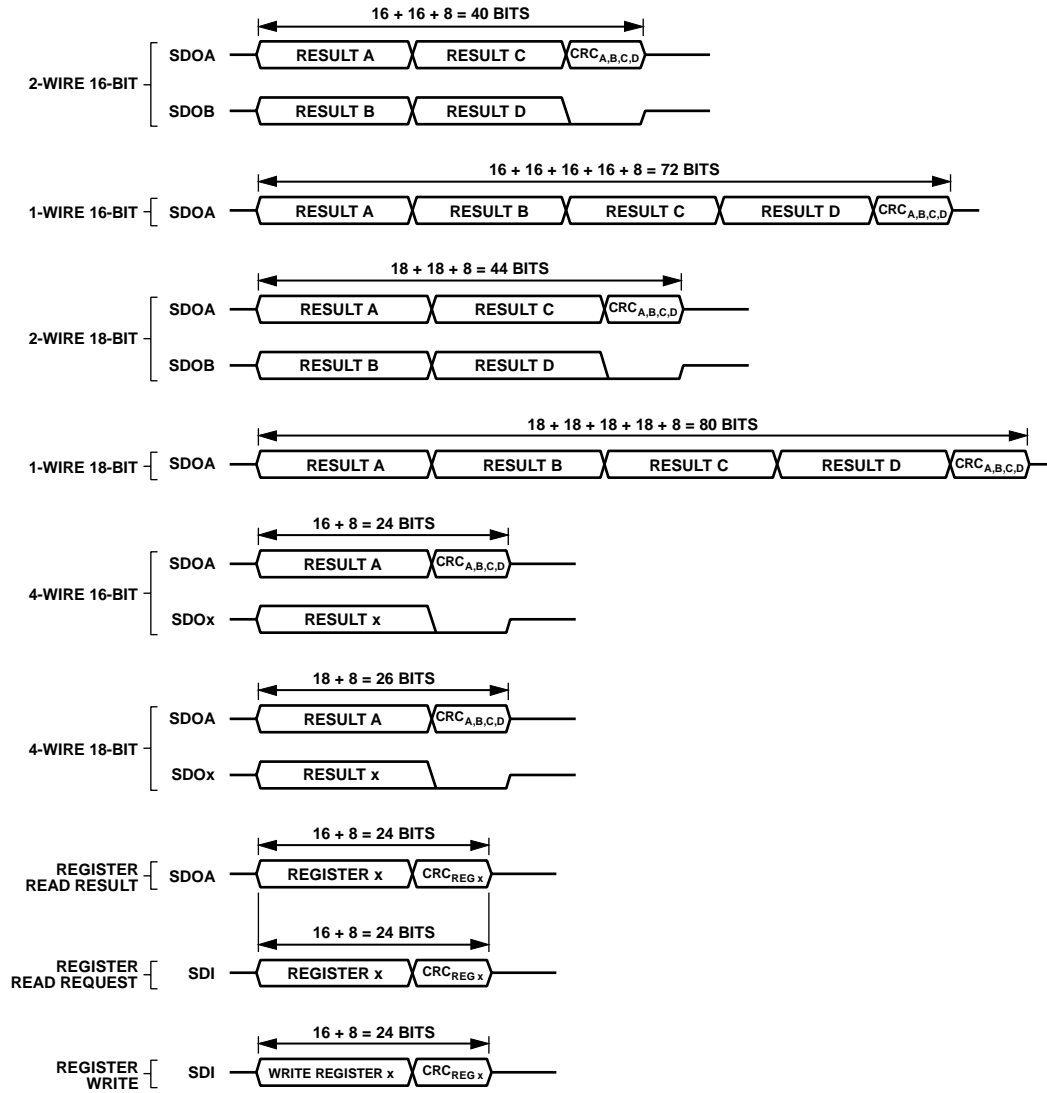 16 + 16 + 8 = 40 BITS
2-WIRE 16-BIT
SDOA
RESULT A
RESULT C
CRCA,B,C,D
SDOB
RESULT B
RESULT D
16 + 16 + 16 + 16 + 8 = 72 BITS
1-WIRE 16-BIT
SDOA
RESULT A
RESULT B
RESULT C
RESULT D
CRCA,B,C,D
18 + 18 + 8 = 44 BITS
2-WIRE 18-BIT
SDOA
RESULT A
RESULT C
CRCA,B,C,D
SDOB
RESULT B
RESULT D
18 + 18 + 18 + 18 + 8 = 80 BITS
1-WIRE 18-BIT
SDOA
RESULT A
RESULT B
RESULT C
RESULT D
CRCA,B,C,D
16 + 8 = 24 BITS
4-WIRE 16-BIT
SDOA
RESULT A
CRCA,B,C,D
SDOx
RESULT x
18 + 8 = 26 BITS
4-WIRE 18-BIT
SDOA
RESULT A
CRCA,B,C,D
SDOx
RESULT x
16 + 8 = 24 BITS
REGISTER
READ RESULT
SDOA
REGISTER x
CRCREG x
16 + 8 = 24 BITS
REGISTER
READ REQUEST
SDI
REGISTER x
CRCREG x
16 + 8 = 24 BITS
REGISTER
WRITE
SDI
WRITE REGISTER x
CRCREG x